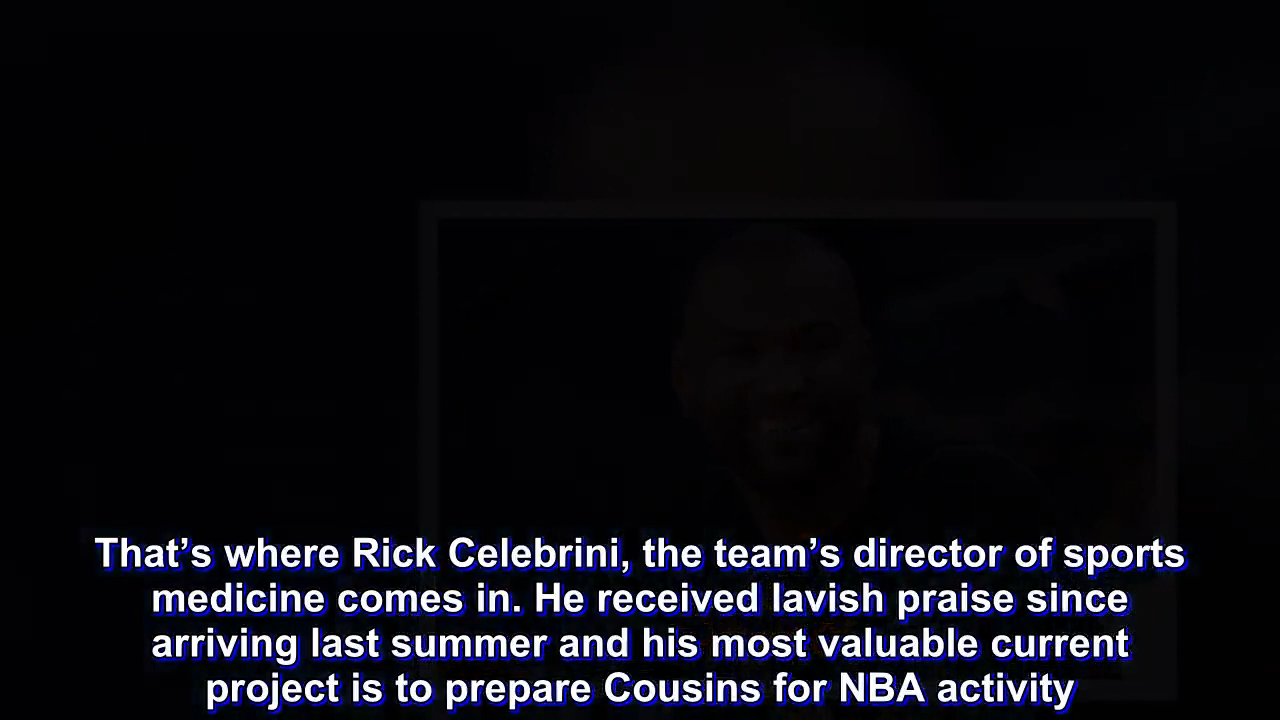 That’s where Rick Celebrini, the team’s director of sports
medicine comes in. He received lavish praise since
arriving last summer and his most valuable current
project is to prepare Cousins for NBA activity